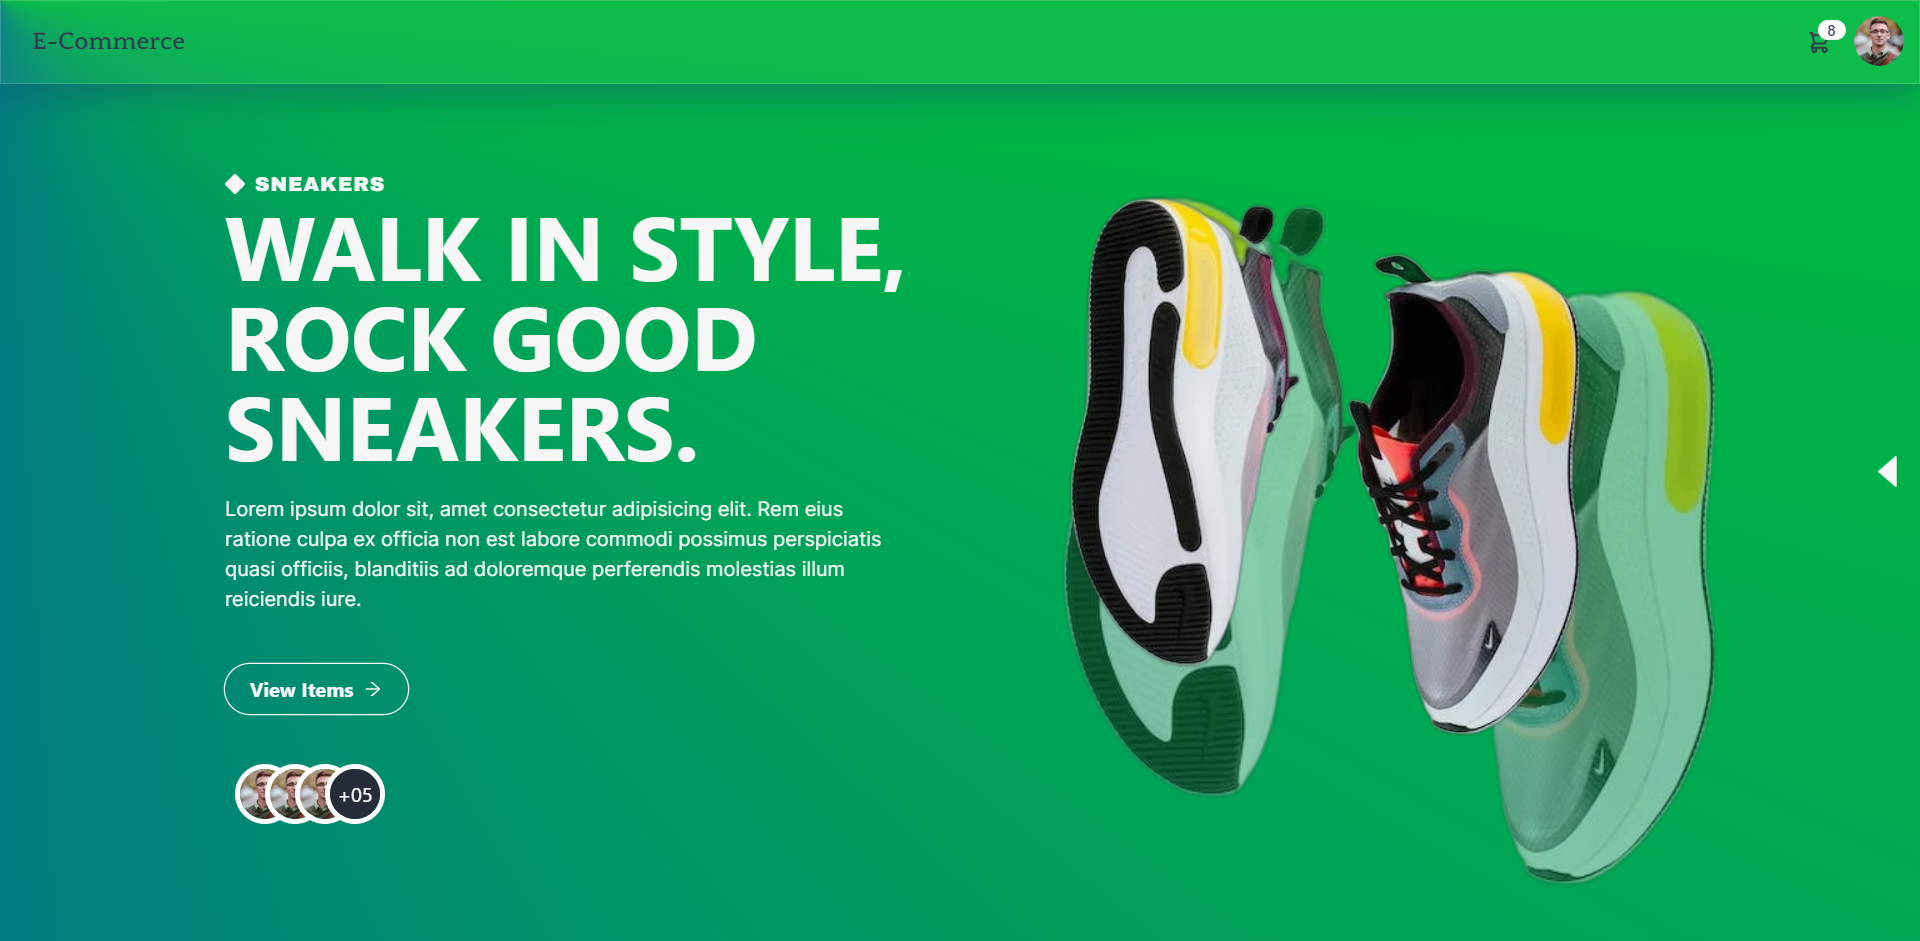 E-Commerce
8
SNEAKERS
WALK IN STYLE,
ROCK GOOD
SNEAKERS.
Lorem ipsum dolor sit, amet consectetur adipisicing elit. Rem eius
ratione culpa ex officia non est labore commodi possimus perspiciatis
quasi officiis, blanditiis ad doloremque perferendis molestias illum
reiciendis iure.
View Items
+05